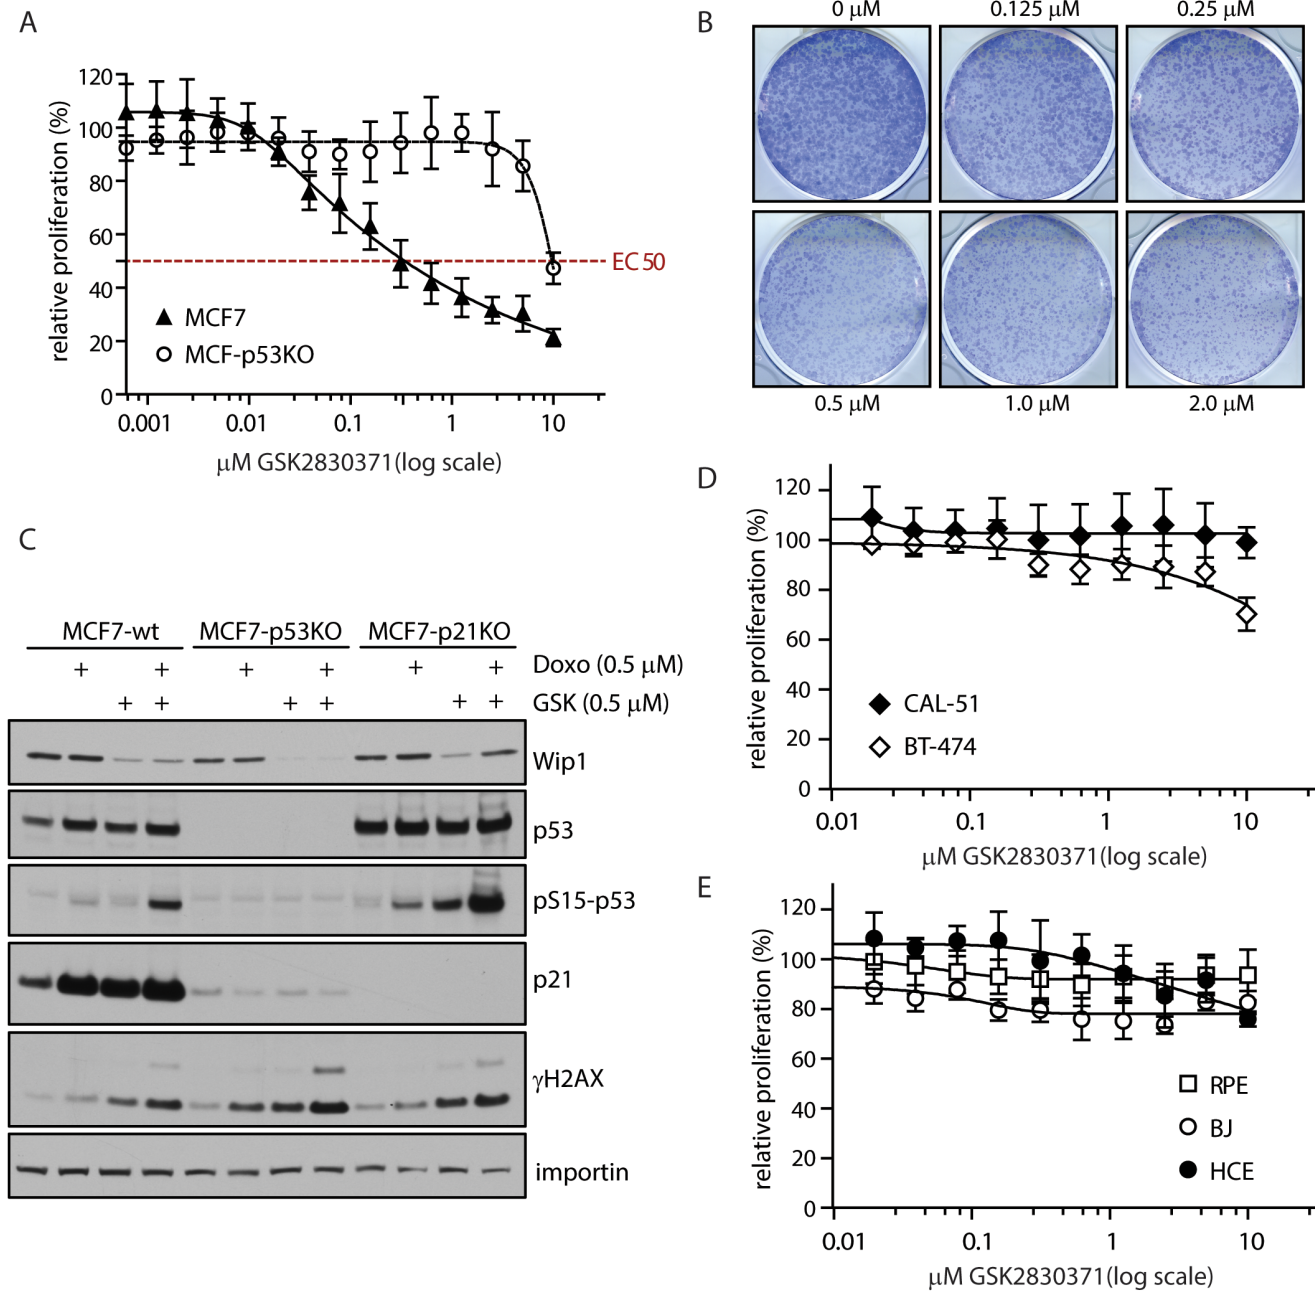 A
120
100
80
60
40
20
0
relative proliferation (%)
EC50
MCF7
MCF-p53KO
0.001 0.01 0.1 1 10
μM GSK2830371(log scale)
B
0 μM 0.125 μM 0.25 μM
0.5 μM 1.0 μM 2.0 μM
C
MCF7-wt MCF7-p53KO MCF7-p21KO
+ + + + + + Doxo (0.5 μM)
+ + + + + + GSK (0.5 μM)
Wip1
p53
pS15-p53
p21
γH2AX
importin
D
120
100
80
60
40
20
0
relative proliferation (%)
CAL-51
BT-474
0.01 0.1 1 10
μM GSK2830371(log scale)
E
120
100
80
60
40
20
0
relative proliferation (%)
RPE
BJ
HCE
0.01 0.1 1 10
μM GSK2830371(log scale)